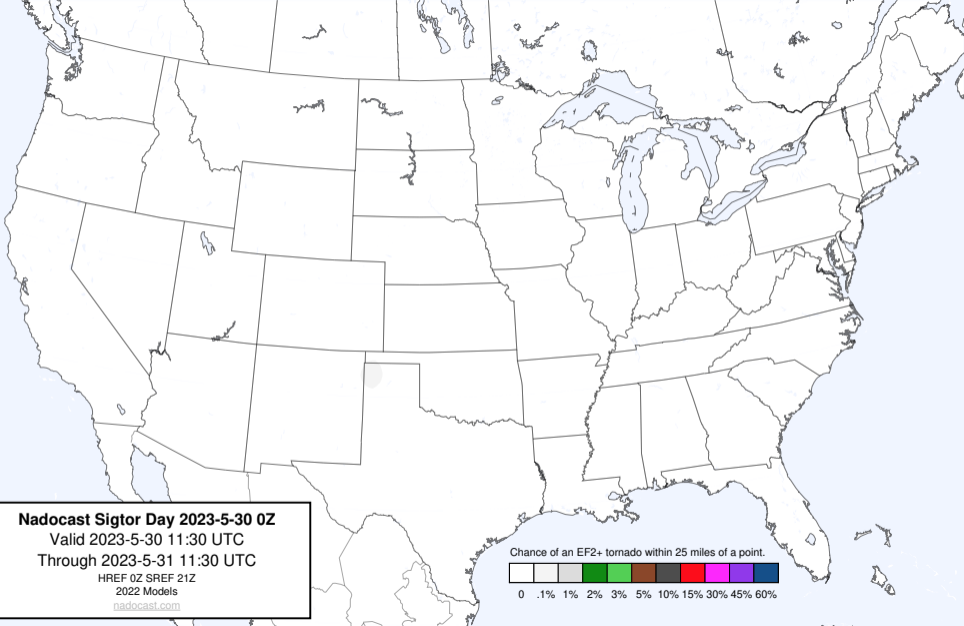 Nadocast Sigtor Day 2023-5-30 0Z
Valid 2023-5-30 11:30 UTC
Through 2023-5-31 11:30 UTC
HREF 0Z SREF 21Z
2022 Models
nadocast.com
Chance of an EF2+ tornado within 25 miles of a point.
0 .1% 1% 2% 3% 5% 10% 15% 30% 45% 60%